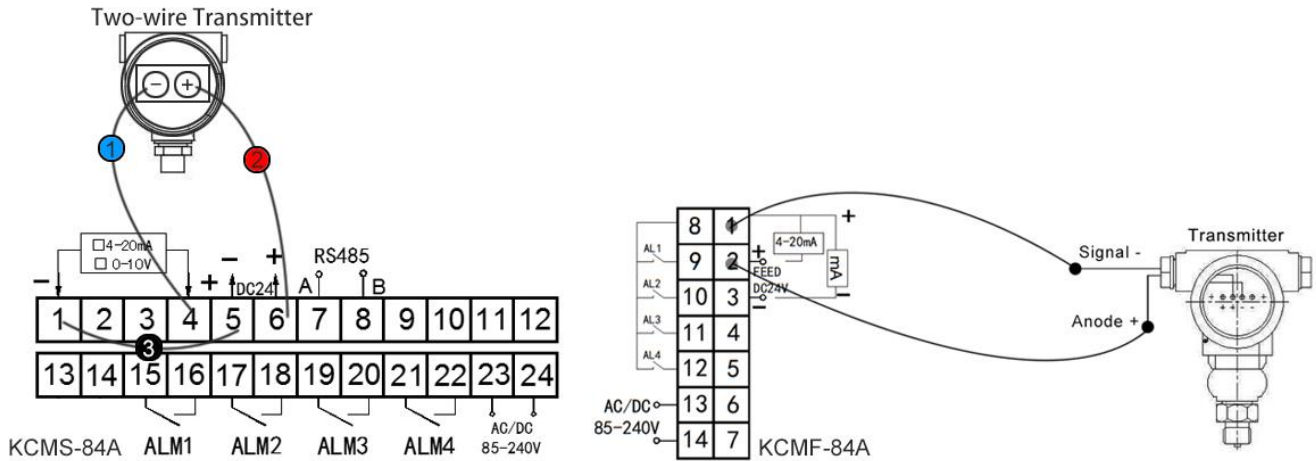 Two-wire Transmitter
− +
1
2
□4-20mA
□ 0-10V
− + − + RS485
DC24 A B
1 2 3 4 5 6 7 8 9 10 11 12
3
13 14 15 16 17 18 19 20 21 22 23 24
KCMS-84A ALM1 ALM2 ALM3 ALM4 AC/DC
85-240V
8 1 4-20mA +
AL1 9 2 + FEED mA
AL2 10 3 DC24V −
−
AL3 11 4
AL4 12 5
AC/DC 13 6
85-240V 14 7 KCMF-84A
Signal -
Anode +
Transmitter